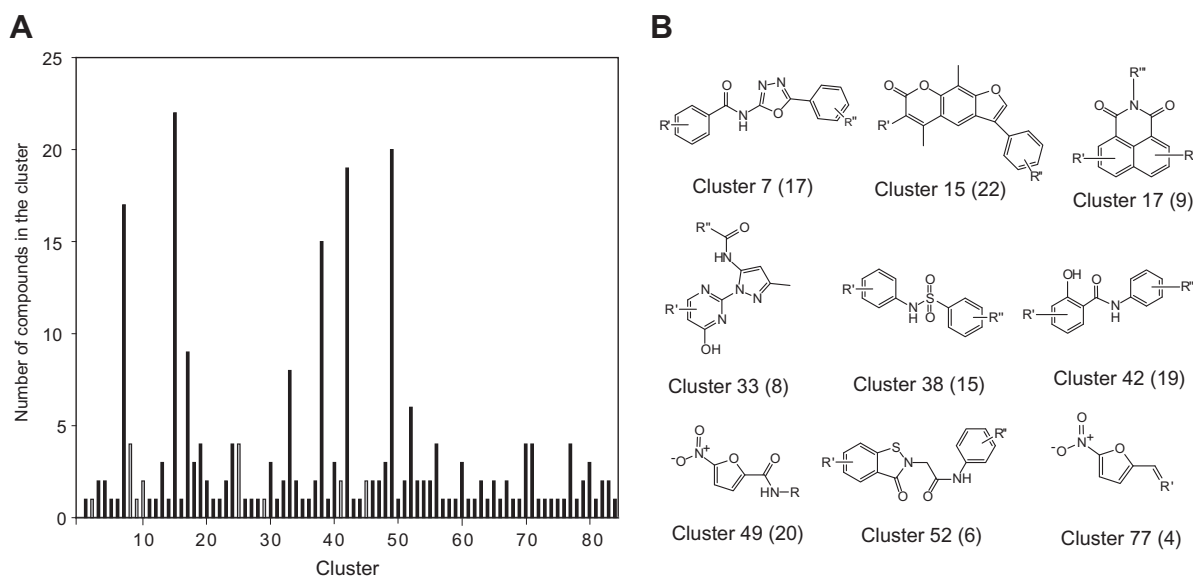 A
B
Number of compounds in the cluster
25
20
15
10
5
0
10 20 30 40 50 60 70 80
Cluster
R' O N H N N O R"
Cluster 7 (17)
O O R' O R"
Cluster 15 (22)
R''' O N O R' R
Cluster 17 (9)
R" O HN N N N N R' OH
Cluster 33 (8)
R' N H O S O R"
Cluster 38 (15)
OH O N H R' R"
Cluster 42 (19)
O N+ -O O O HN R
Cluster 49 (20)
R' S N O O NH R"
Cluster 52 (6)
O N+ -O O R'
Cluster 77 (4)